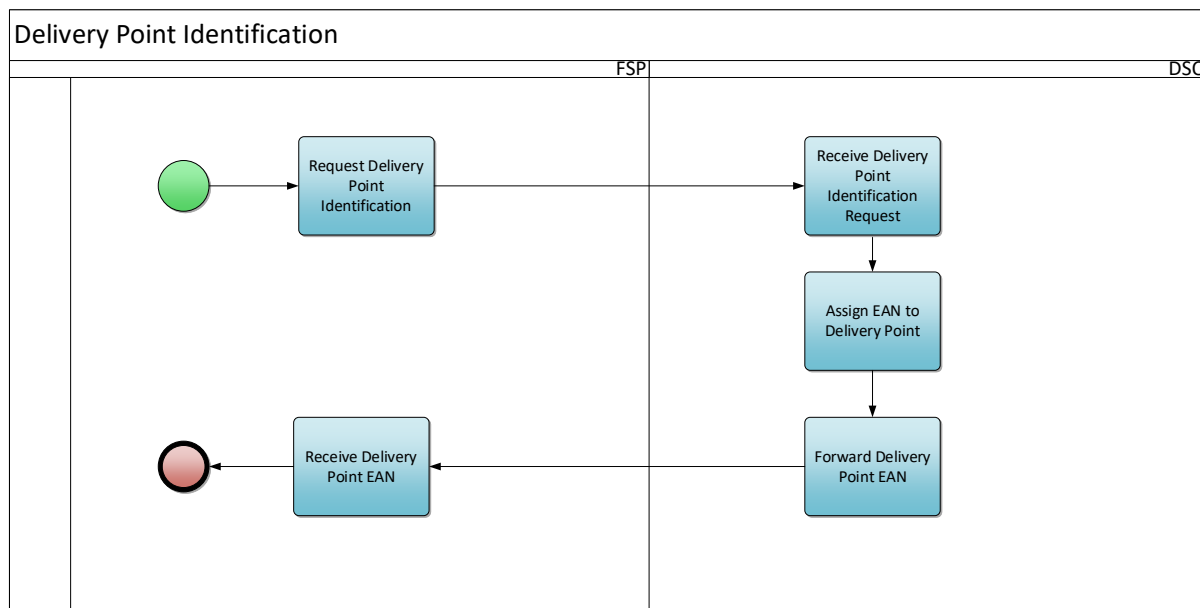 Delivery Point Identification
FSP
DSO
Request Delivery
Point
Identification
Receive Delivery
Point
Identification
Request
Assign EAN to
Delivery Point
Receive Delivery
Point EAN
Forward Delivery
Point EAN